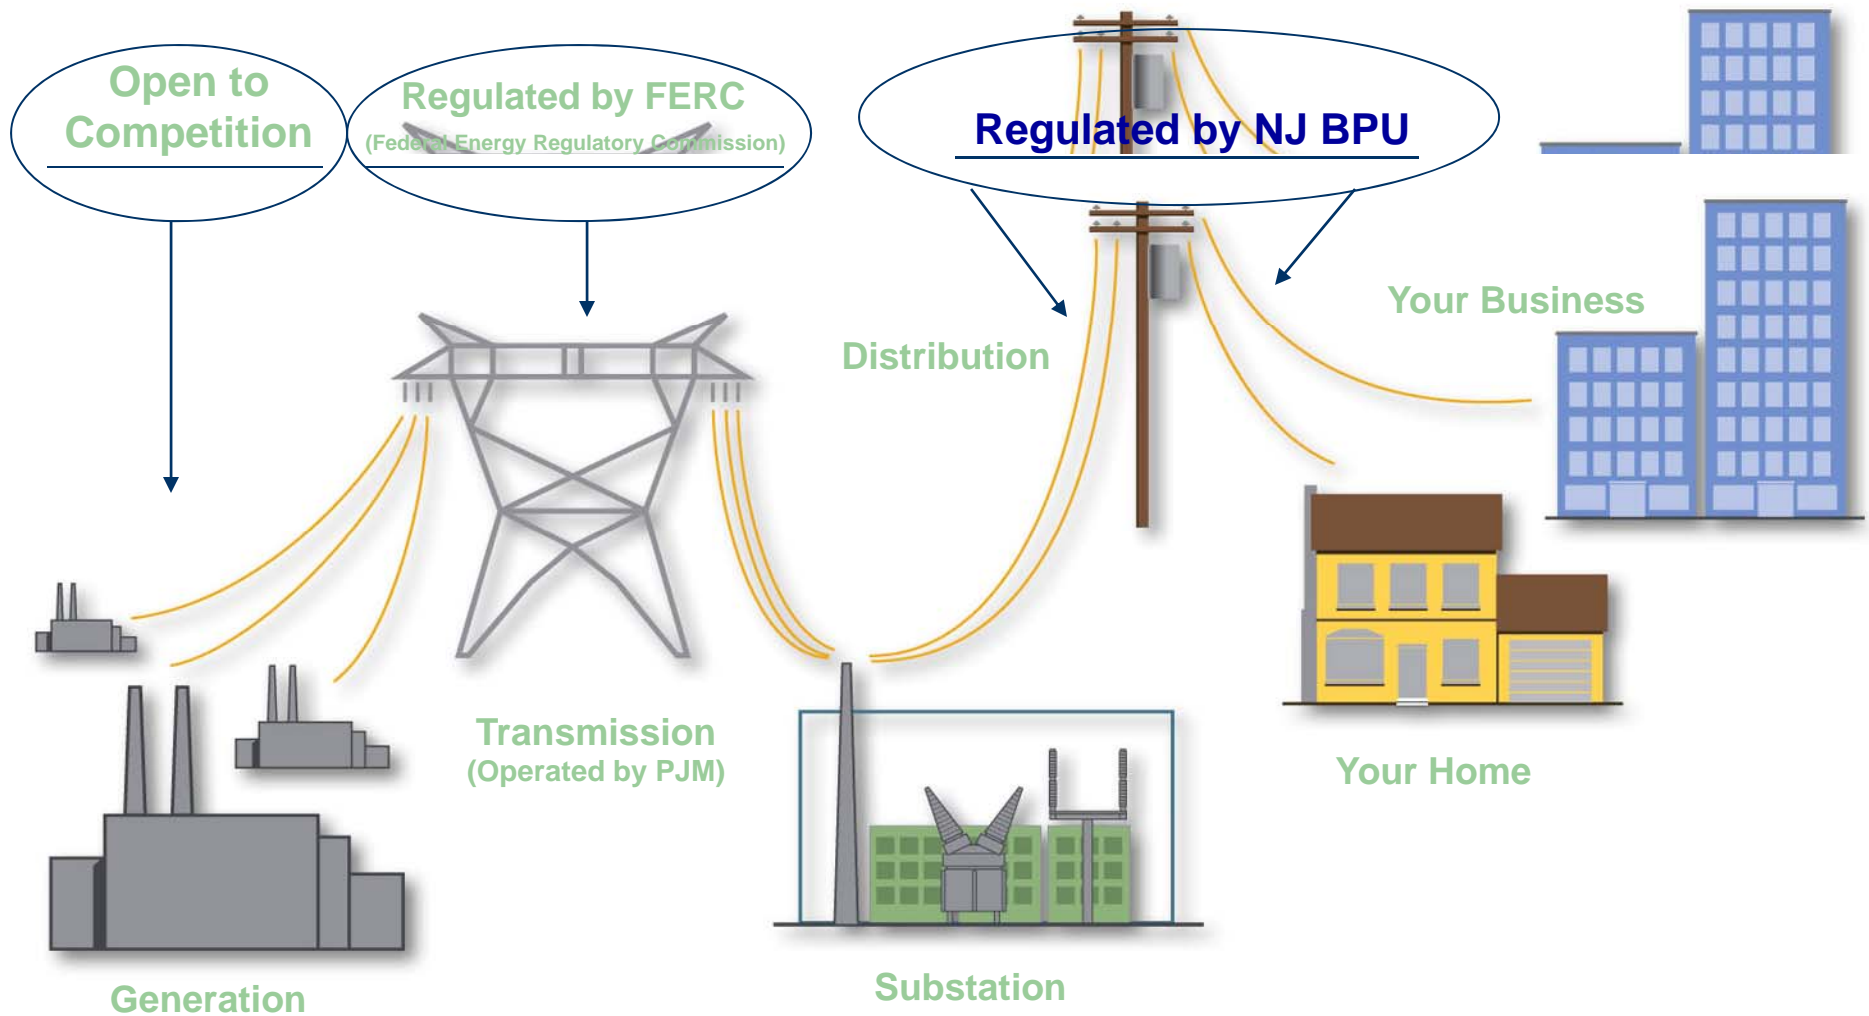 Open to
Competition
Regulated by FERC
(Federal Energy Regulatory Commission)
Regulated by NJ BPU
Your Business
Distribution
Transmission
(Operated by PJM)
Your Home
Substation
Generation